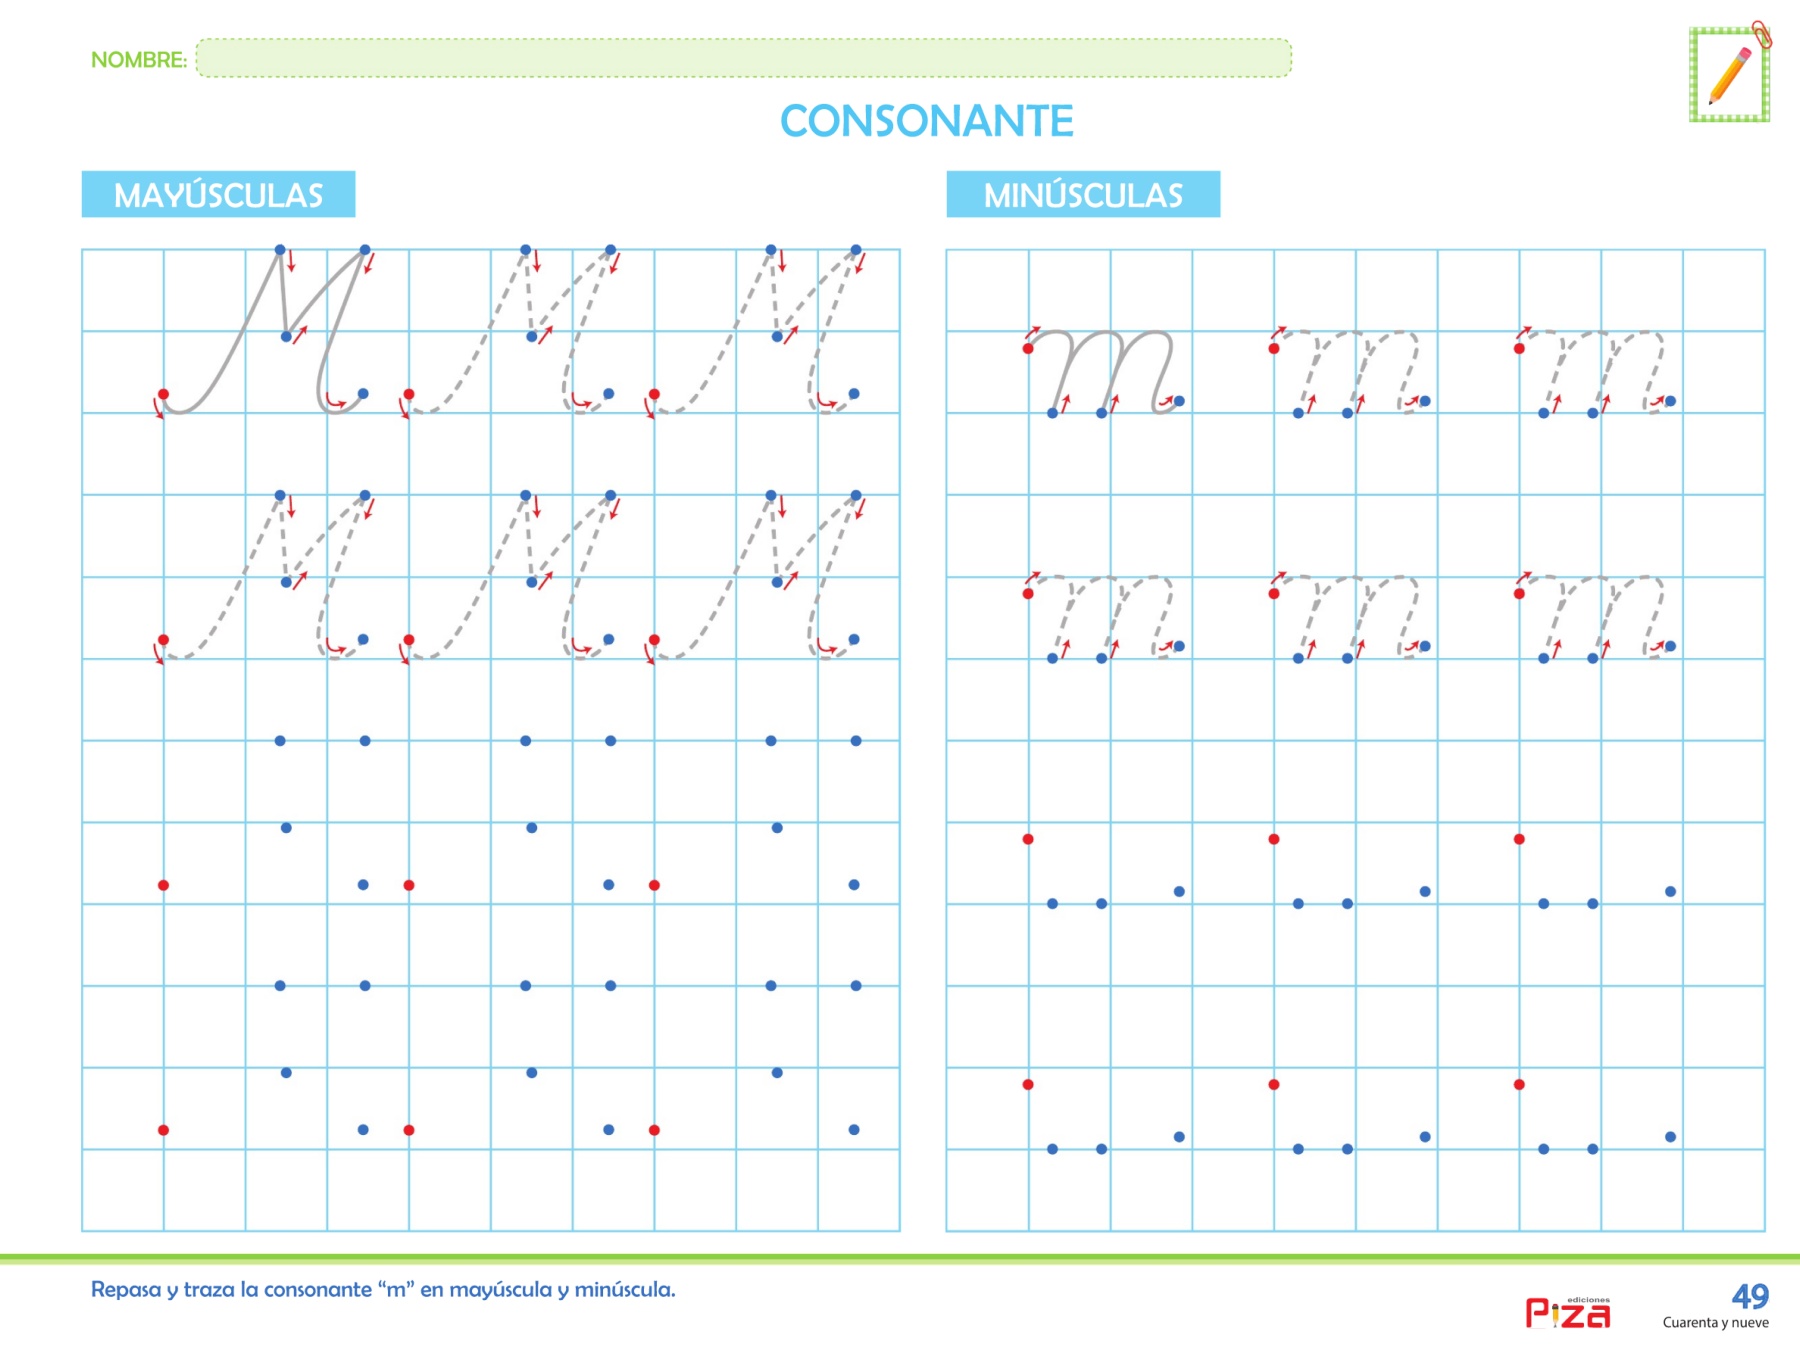 NOMBRE:
CONSONANTE
MAYÚSCULAS
MINÚSCULAS
M M M
m m m
M M M
m m m
Repasa y traza la consonante “m” en mayúscula y minúscula.
ediciones
Piza
49
Cuarenta y nueve